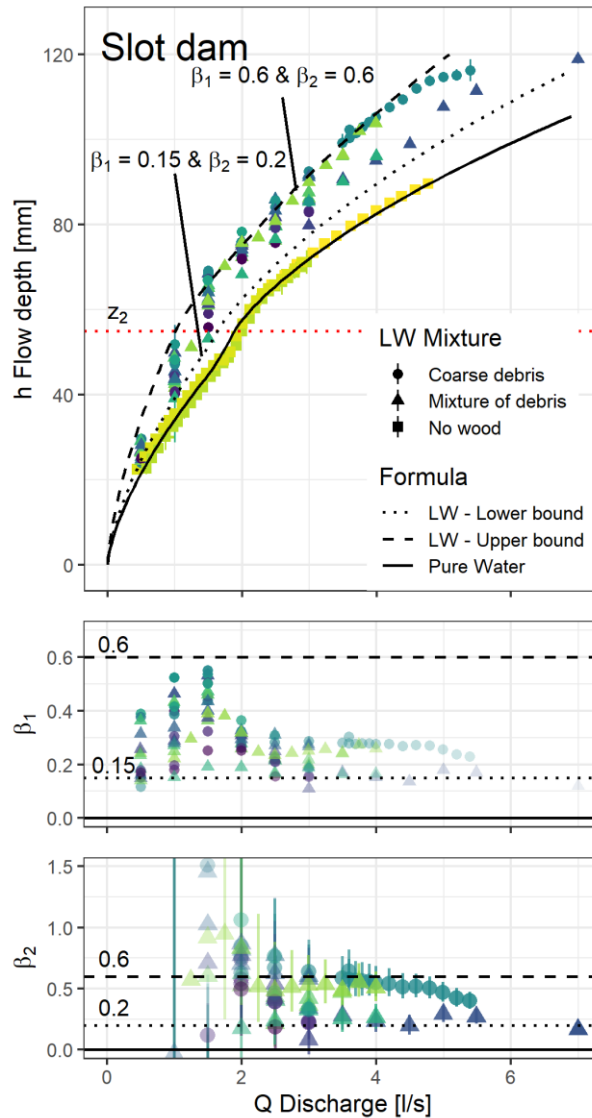 Slot dam
β1 = 0.6 & β2 = 0.6
β1 = 0.15 & β2 = 0.2
z2
h Flow depth [mm]
120
80
40
0
LW Mixture
Coarse debris
Mixture of debris
No wood
Formula
LW - Lower bound
LW - Upper bound
Pure Water
β1
0.6
0.4
0.2
0.0
0.6
0.15
β2
1.5
1.0
0.5
0.0
0.6
0.2
0
2
4
6
Q Discharge [l/s]